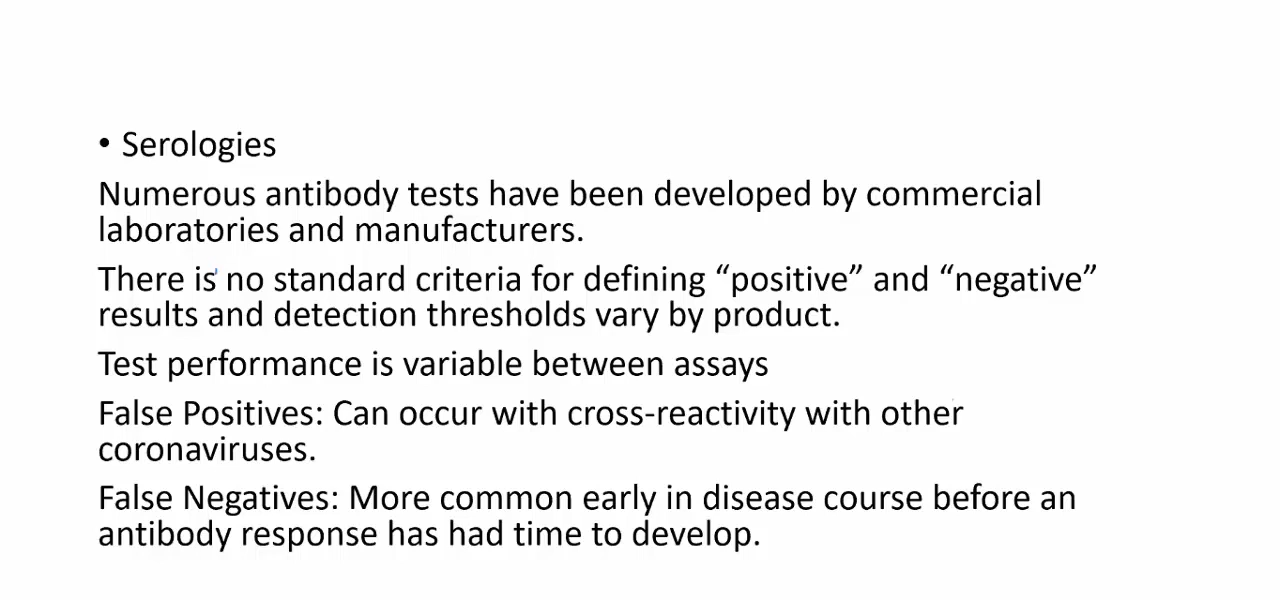 • Serologies
Numerous antibody tests have been developed by commercial
laboratories and manufacturers.
There is no standard criteria for defining “positive” and “negative”
results and detection thresholds vary by product.
Test performance is variable between assays
False Positives: Can occur with cross-reactivity with other
coronaviruses.
False Negatives: More common early in disease course before an
antibody response has had time to develop.